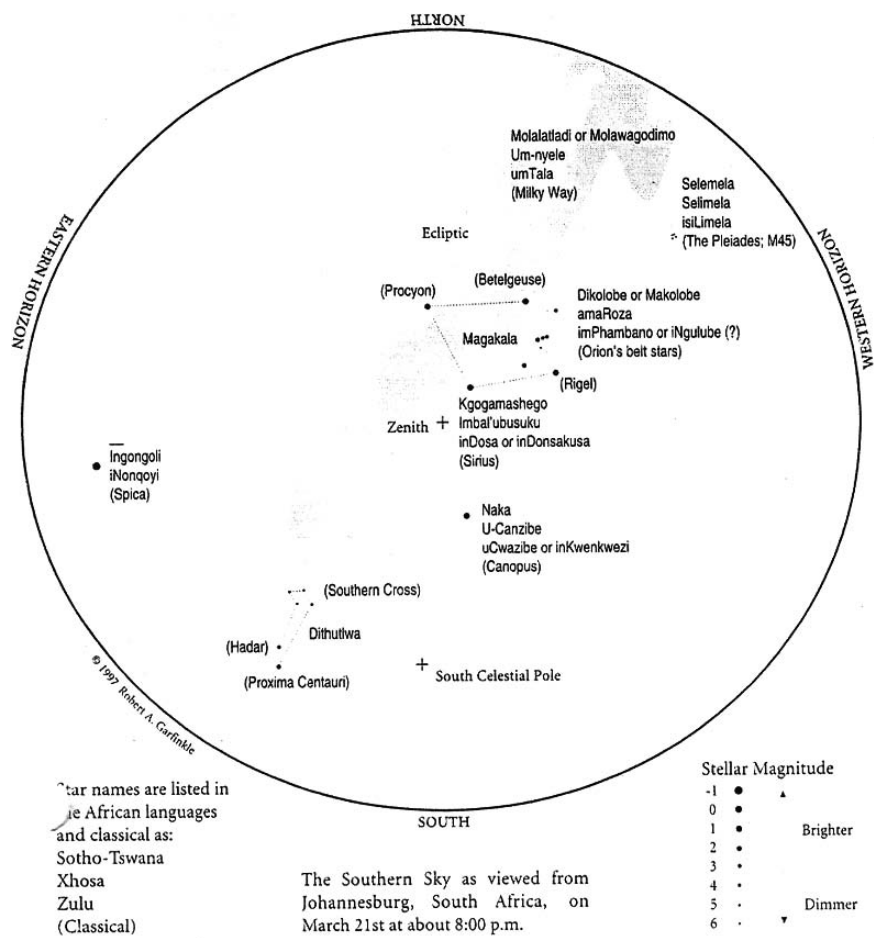 NORTH
Molalatladi or Molawagodimo
Um-nyele
umTala
(Milky Way)
Selemela
Selimela
isiLimela
(The Pleiades; M45)
EASTERN HORIZON
WESTERN HORIZON
Ecliptic
(Betelgeuse)
(Procyon)
Dikolobe or Makolobe
amaRoza
imPhambano or iNgulube (?)
(Orion's belt stars)
Magakala
(Rigel)
Kgogamashego
Imbal'ubusuku
inDosa or inDonsakusa
(Sirius)
Zenith
Ingongoli
iNonqoyi
(Spica)
Naka
U-Canzibe
uCwazibe or inKwenkwezi
(Canopus)
(Southern Cross)
Dithutlwa
(Hadar)
(Proxima Centauri)
South Celestial Pole
© 1997 Robert A. Garfinkle
SOUTH
tar names are listed in
e African languages
and classical as:
Sotho-Tswana
Xhosa
Zulu
(Classical)
The Southern Sky as viewed from
Johannesburg, South Africa, on
March 21st at about 8:00 p.m.
Stellar Magnitude
-1
0
1
2
3
4
5
6
Brighter
Dimmer